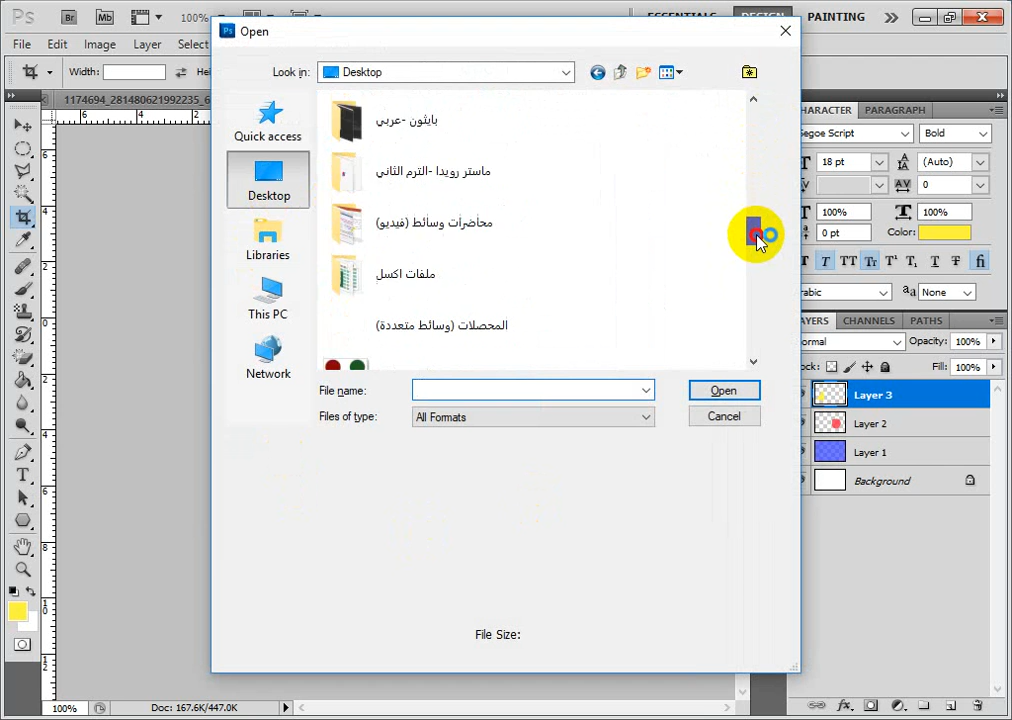 Ps Br Mb 100% ESSENTIALS DESIGN PAINTING
File Edit Image Layer Select
Width:
1174694_281480621992235_6
Open
Look in: Desktop
Quick access
Desktop
Libraries
This PC
Network
بايثون -عربي
ماستر رويدا -الترم الثاني
محاضرات وسائط (فيديو)
ملفات اكسل
المحصلات (وسائط متعددة)
File name: Open
Files of type: All Formats Cancel
File Size:
CHARACTER PARAGRAPH
Segoe Script Bold
18 pt (Auto)
0
100% 100%
0 pt Color:
T TT Tr T¹ T₁ T T fi
Arabic None
LAYERS CHANNELS PATHS
Normal Opacity: 100%
Lock: Fill: 100%
Layer 3
Layer 2
Layer 1
Background
100% Doc: 167.6K/447.0K